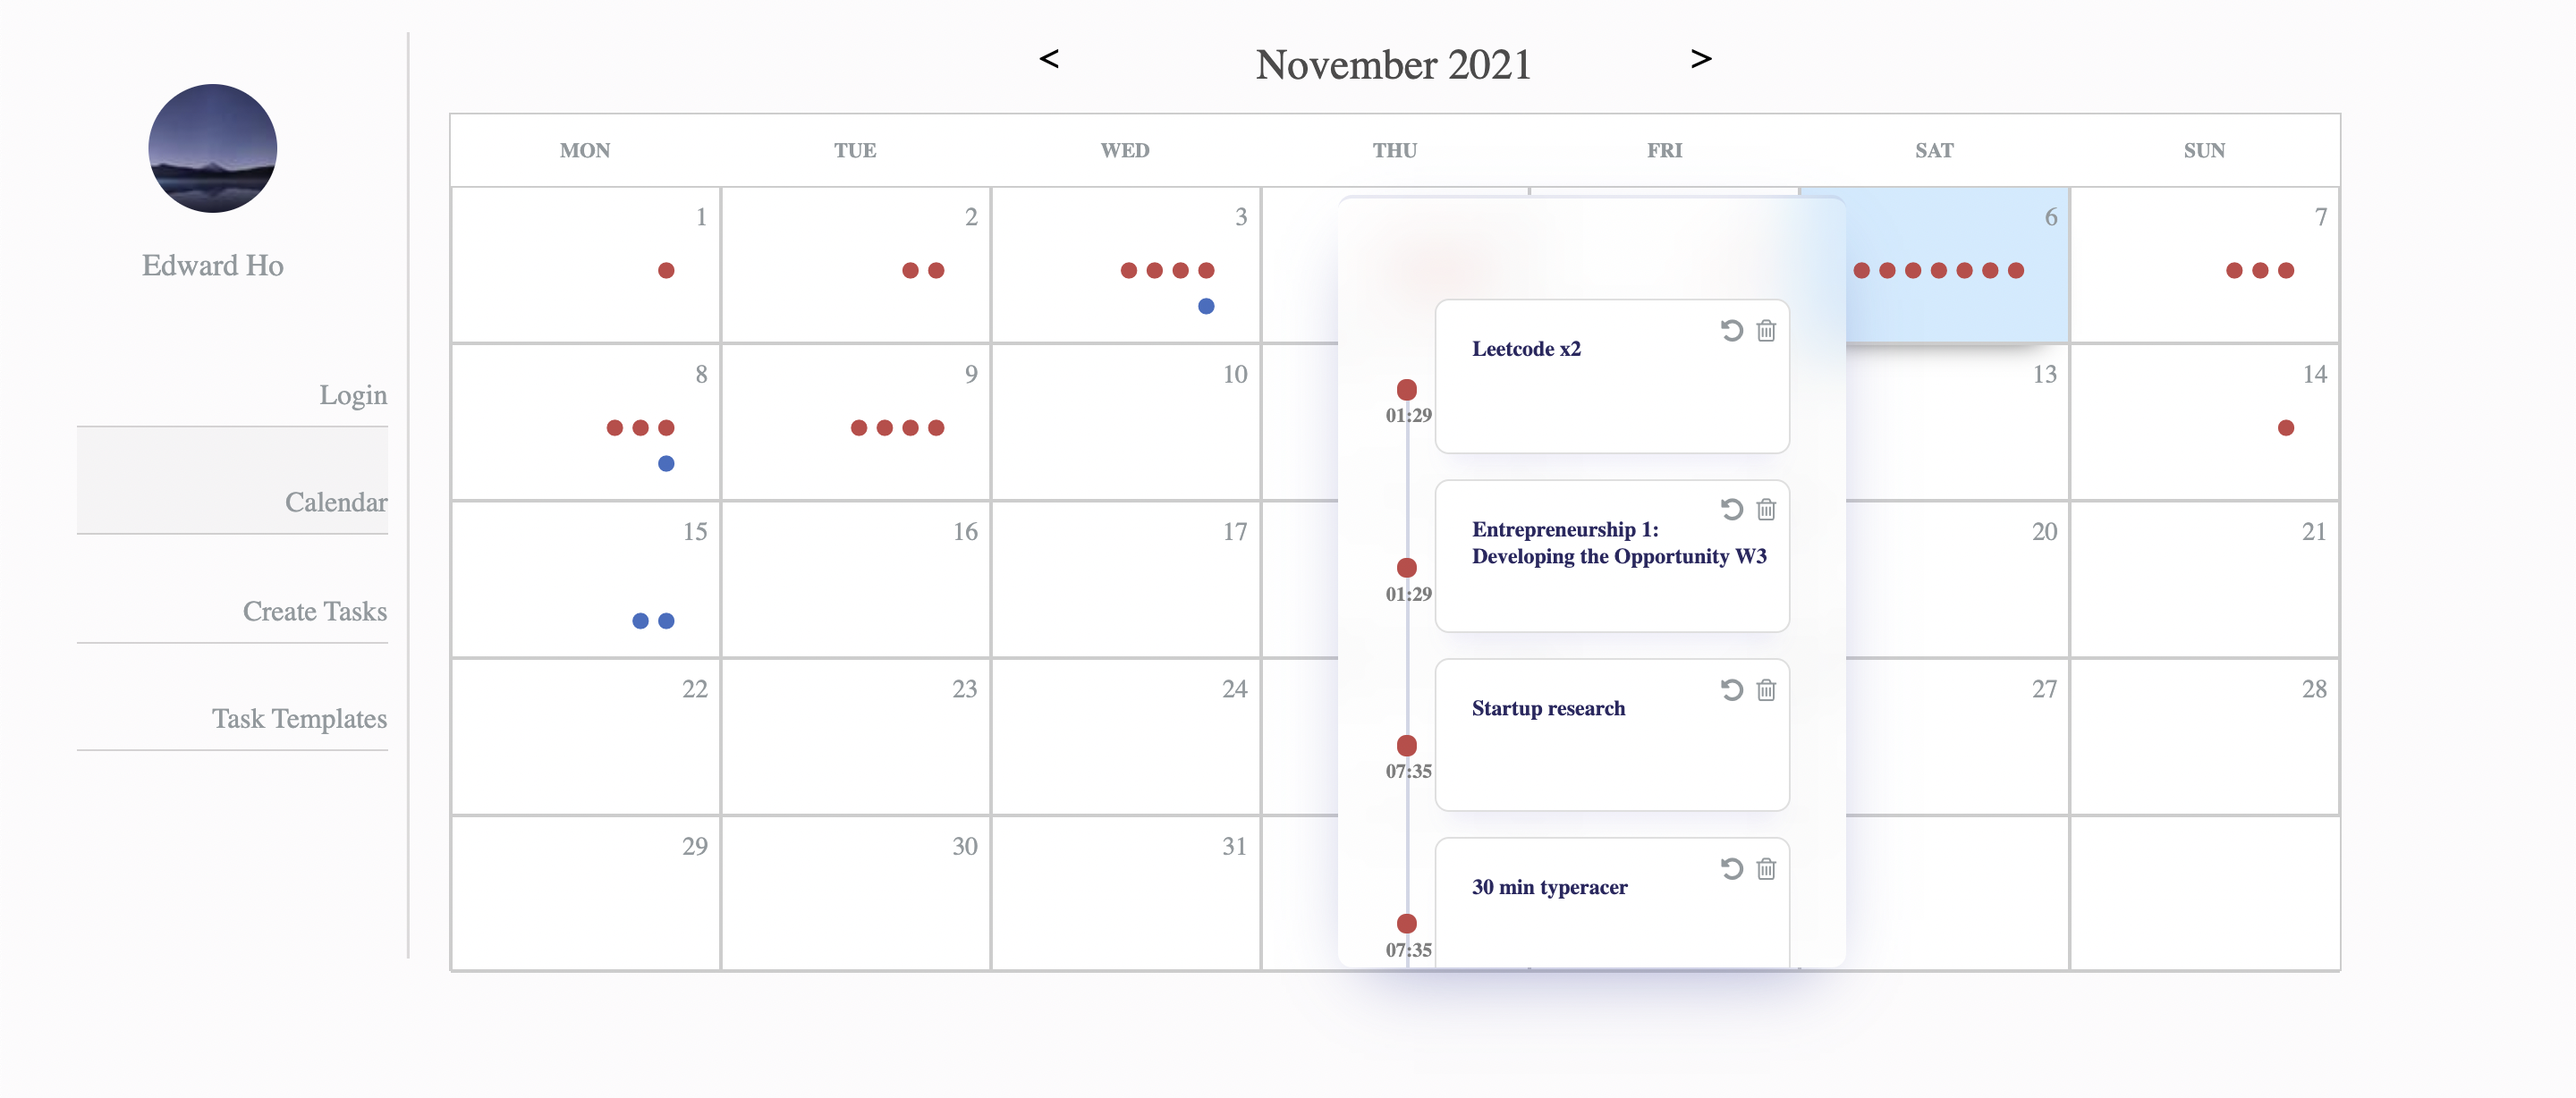 < November 2021 >
Edward Ho
Login
Calendar
Create Tasks
Task Templates
MON TUE WED THU FRI SAT SUN
1 2 3 6 7
8 9 10 13 14
15 16 17 20 21
22 23 24 27 28
29 30 31
Leetcode x2
01:29
Entrepreneurship 1:
Developing the Opportunity W3
01:29
Startup research
07:35
30 min typeracer
07:35